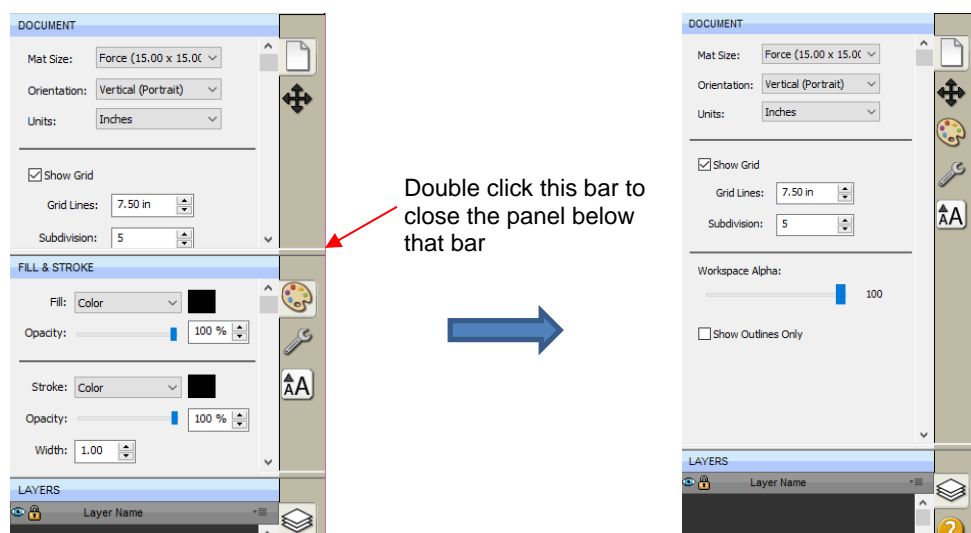 DOCUMENT
Mat Size: Force (15.00 x 15.00
Orientation: Vertical (Portrait)
Units: Inches
Show Grid
Grid Lines: 7.50 in
Subdivision: 5
FILL & STROKE
Fill: Color
Opacity: 100 %
Stroke: Color
Opacity: 100 %
Width: 1.00
LAYERS
Layer Name
AA
Double click this bar to
close the panel below
that bar
DOCUMENT
Mat Size: Force (15.00 x 15.00
Orientation: Vertical (Portrait)
Units: Inches
Show Grid
Grid Lines: 7.50 in
Subdivision: 5
Workspace Alpha:
100
Show Outlines Only
LAYERS
Layer Name
AA
?